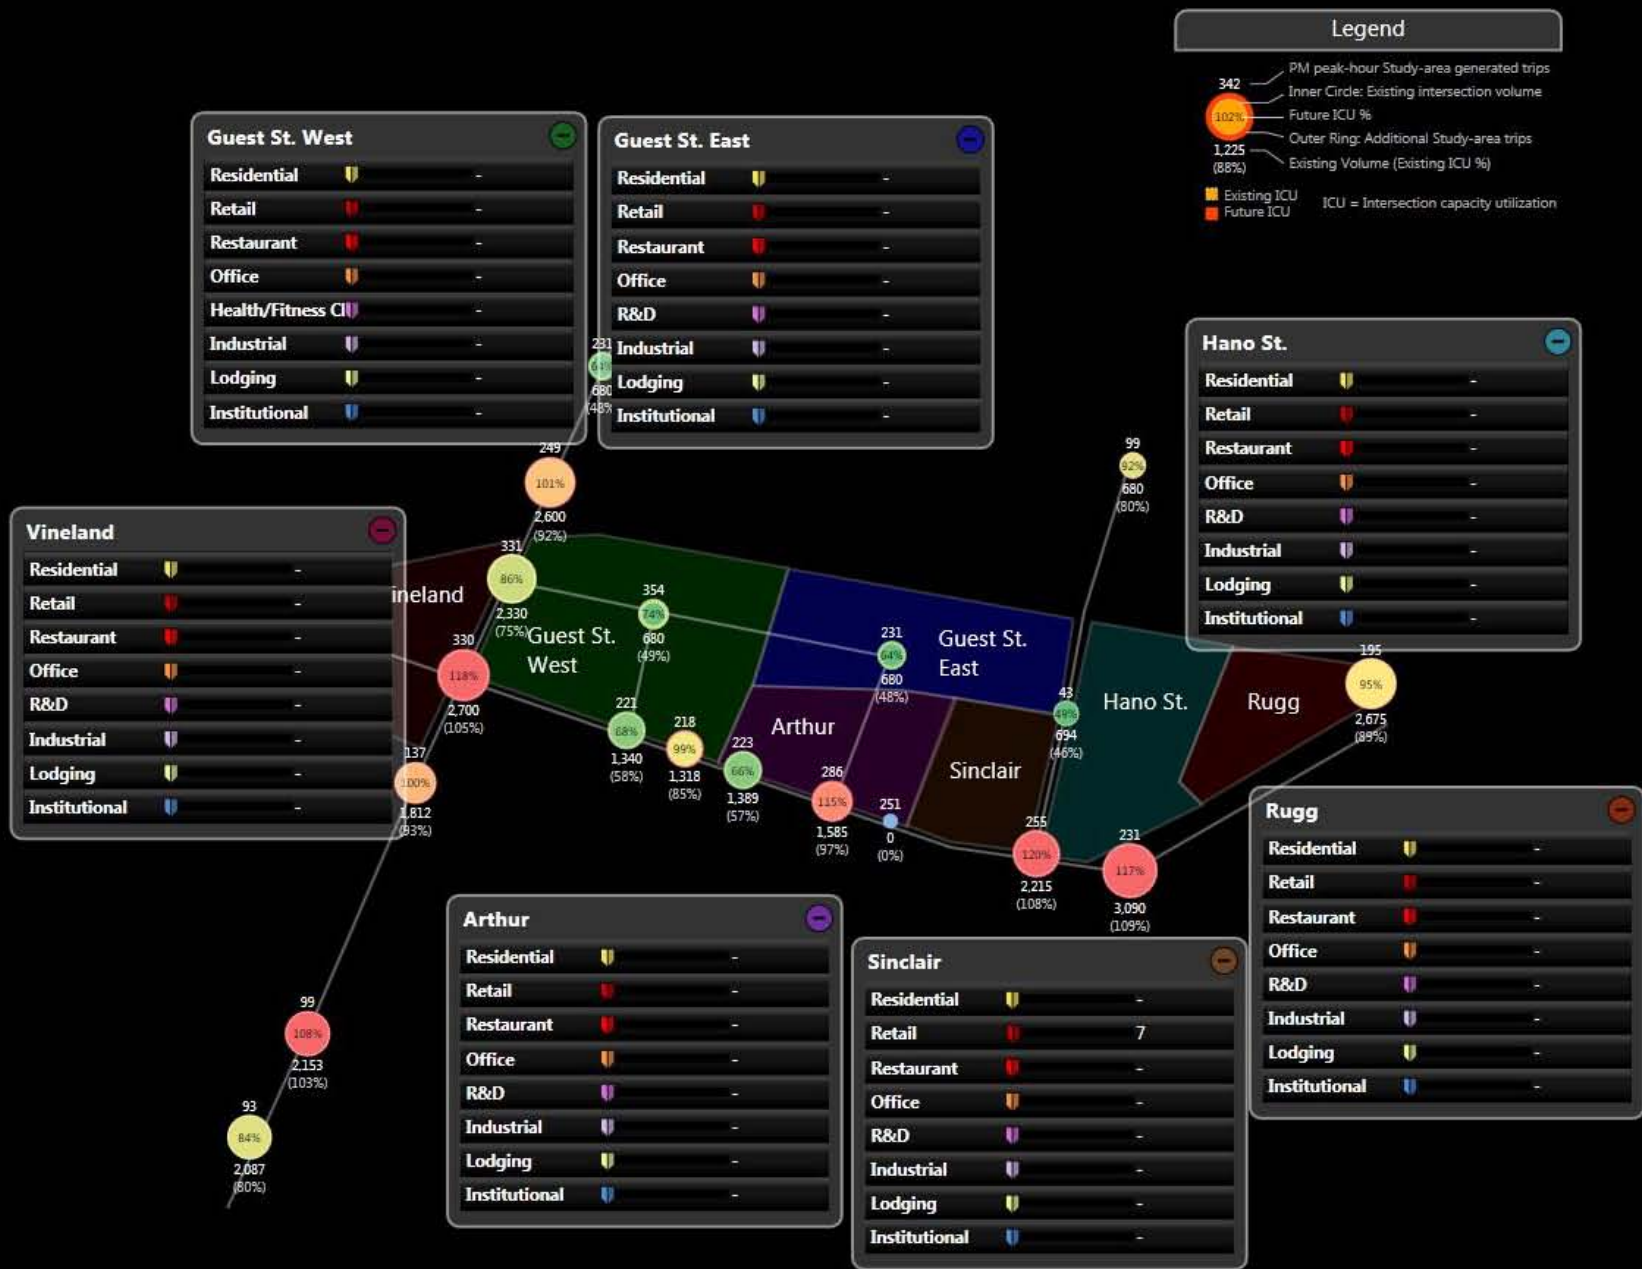 Legend
342
PM peak-hour Study-area generated trips
Inner Circle: Existing intersection volume
102%
Future ICU %
Outer Ring: Additional Study-area trips
1,225
(88%)
Existing Volume (Existing ICU %)
Existing ICU
Future ICU
ICU = Intersection capacity utilization
Guest St. West
Residential -
Retail -
Restaurant -
Office -
Health/Fitness Cl -
Industrial -
Lodging -
Institutional -
Guest St. East
Residential -
Retail -
Restaurant -
Office -
R&D -
Industrial -
Lodging -
Institutional -
Hano St.
Residential -
Retail -
Restaurant -
Office -
R&D -
Industrial -
Lodging -
Institutional -
Vineland
Residential -
Retail -
Restaurant -
Office -
R&D -
Industrial -
Lodging -
Institutional -
231
64%
680
(48%
249
101%
2,600
(92%)
99
92%
680
(80%)
331
86%
2,330
(75%)
ineland
354
74%
680
(49%)
Guest St.
West
330
118%
2,700
(105%)
231
64%
680
(48%)
Guest St.
East
43
49%
694
(46%)
Hano St.
Rugg
195
95%
2,675
(89%)
221
68%
1,340
(58%)
218
99%
1,318
(85%)
223
66%
1,389
(57%)
Arthur
286
115%
1,585
(97%)
251
0
(0%)
Sinclair
137
100%
1,812
(93%)
255
120%
2,215
(108%)
231
117%
3,090
(109%)
99
108%
2,153
(103%)
93
84%
2,087
(80%)
Arthur
Residential -
Retail -
Restaurant -
Office -
R&D -
Industrial -
Lodging -
Institutional -
Sinclair
Residential -
Retail 7
Restaurant -
Office -
R&D -
Industrial -
Lodging -
Institutional -
Rugg
Residential -
Retail -
Restaurant -
Office -
R&D -
Industrial -
Lodging -
Institutional -